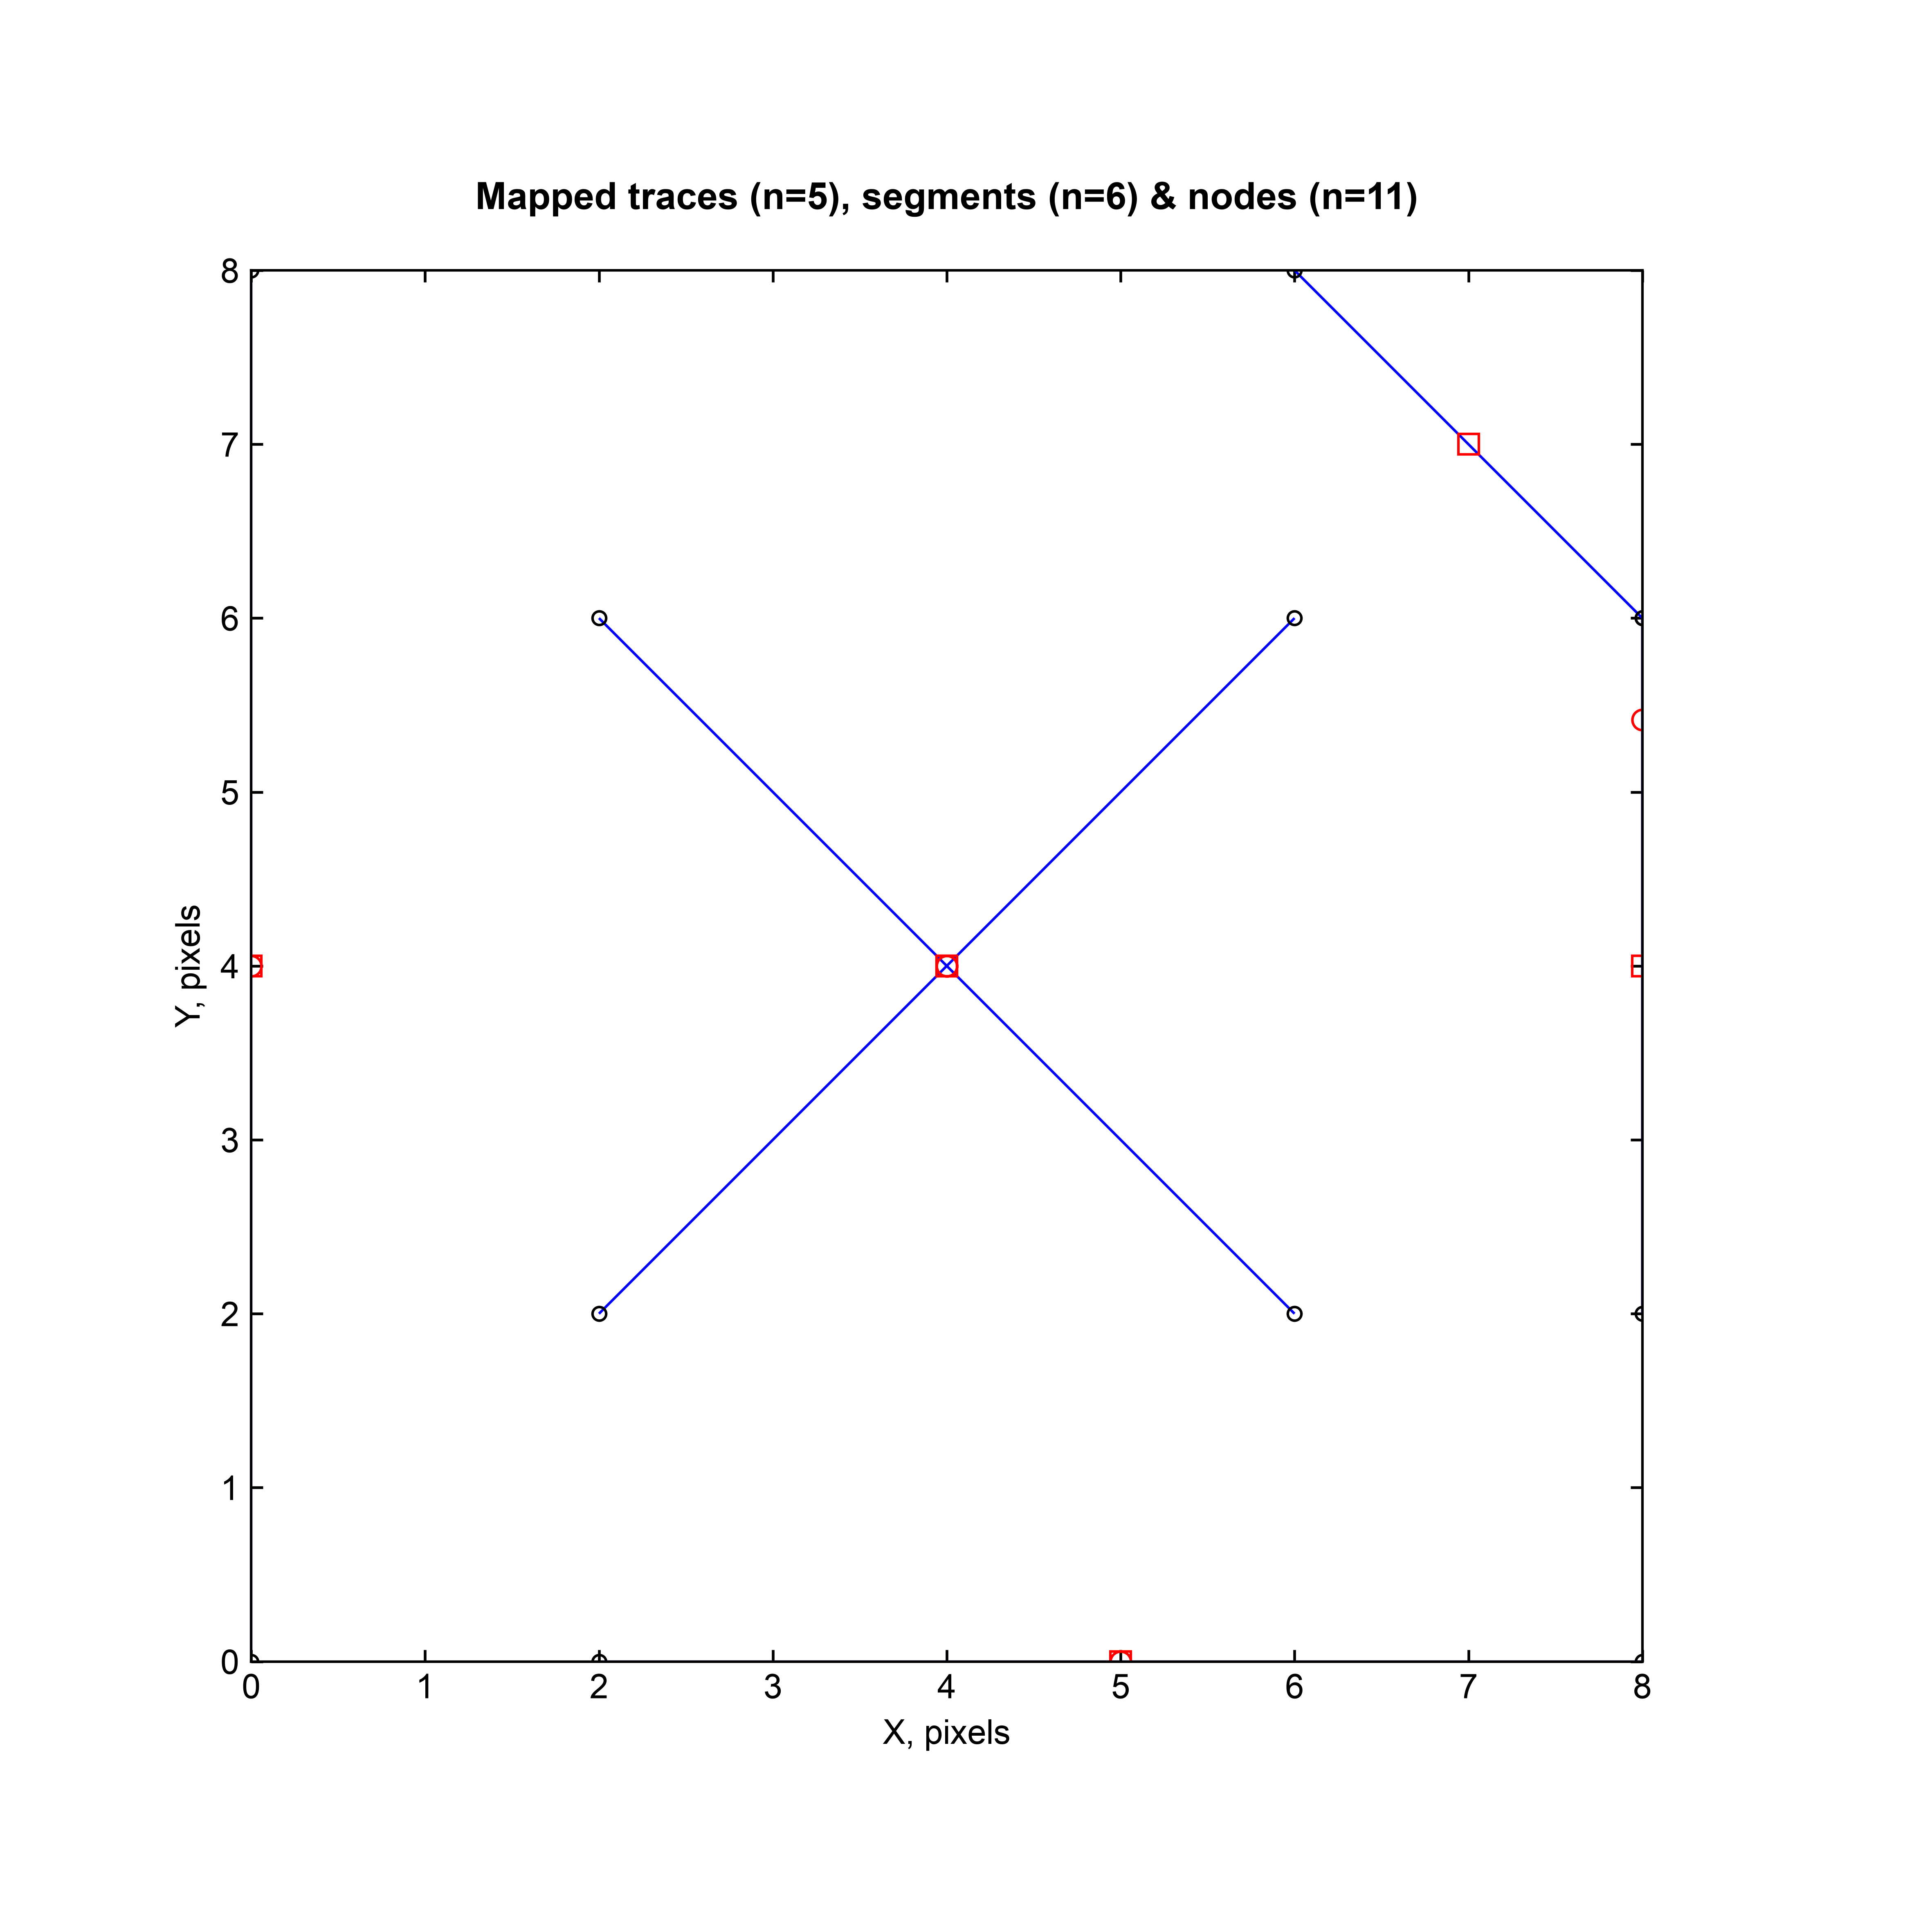 Mapped traces (n=5), segments (n=6) & nodes (n=11)
8
7
6
5
4
3
2
1
0
Y, pixels
0 1 2 3 4 5 6 7 8
X, pixels